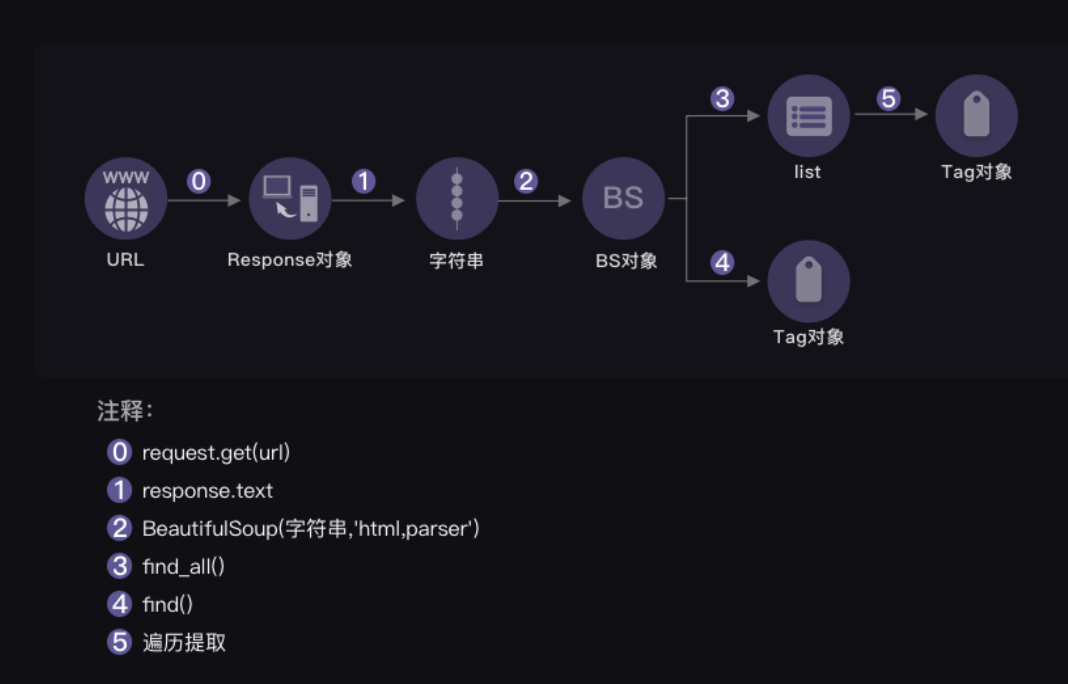 WWW
0
1
2
3
4
5
BS
URL
Response对象
字符串
BS对象
list
Tag对象
Tag对象
注释：
0 request.get(url)
1 response.text
2 BeautifulSoup(字符串,'html,parser')
3 find_all()
4 find()
5 遍历提取